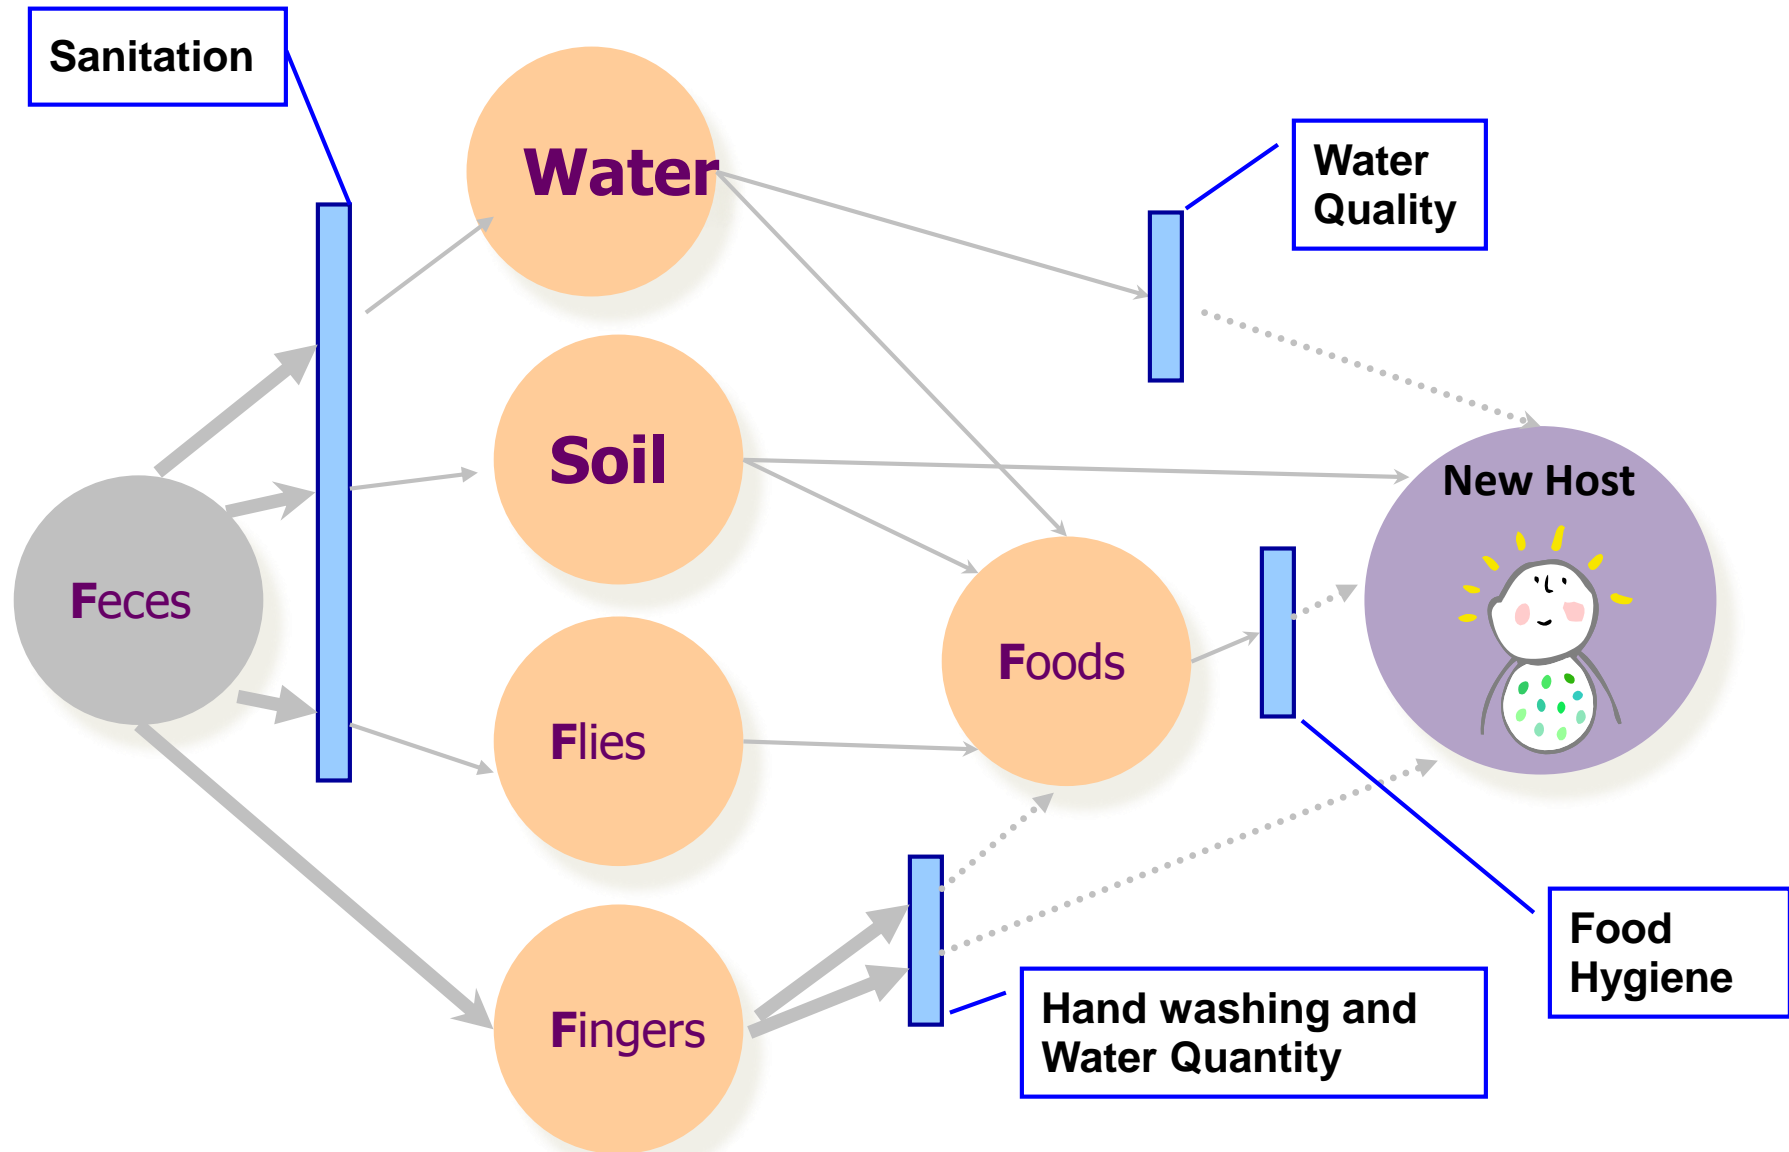 Sanitation
Water
Water
Quality
Soil
New Host
Feces
Foods
Flies
Food
Hygiene
Fingers
Hand washing and
Water Quantity